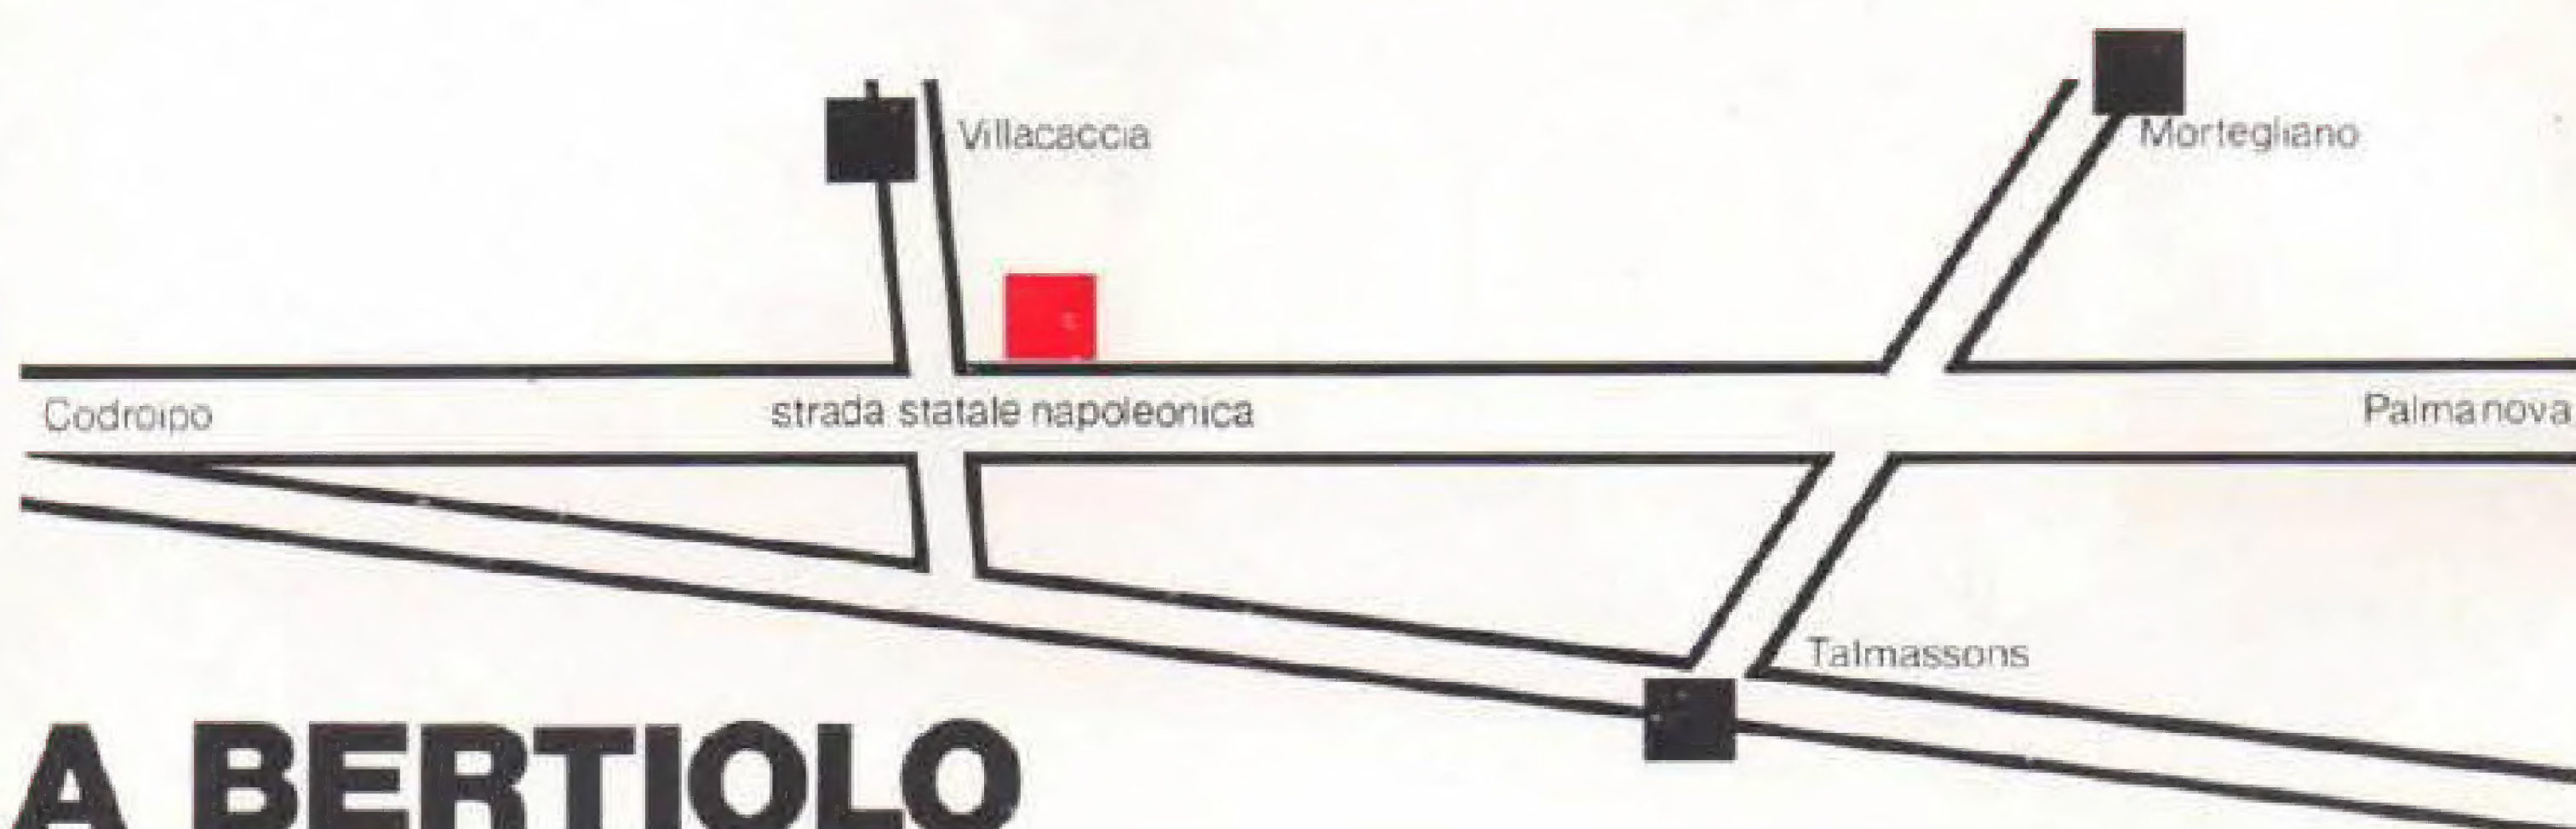 Villacaccia
Mortegliano
Codroipo
strada statale napoleonica
Palmanova
Talmassons
A BERTIOLO